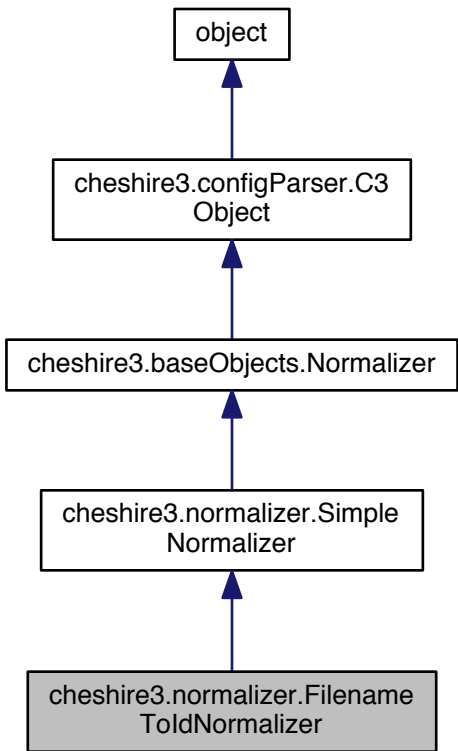 object
cheshire3.configParser.C3
Object
cheshire3.baseObjects.Normalizer
cheshire3.normalizer.Simple
Normalizer
cheshire3.normalizer.Filename
ToIdNormalizer